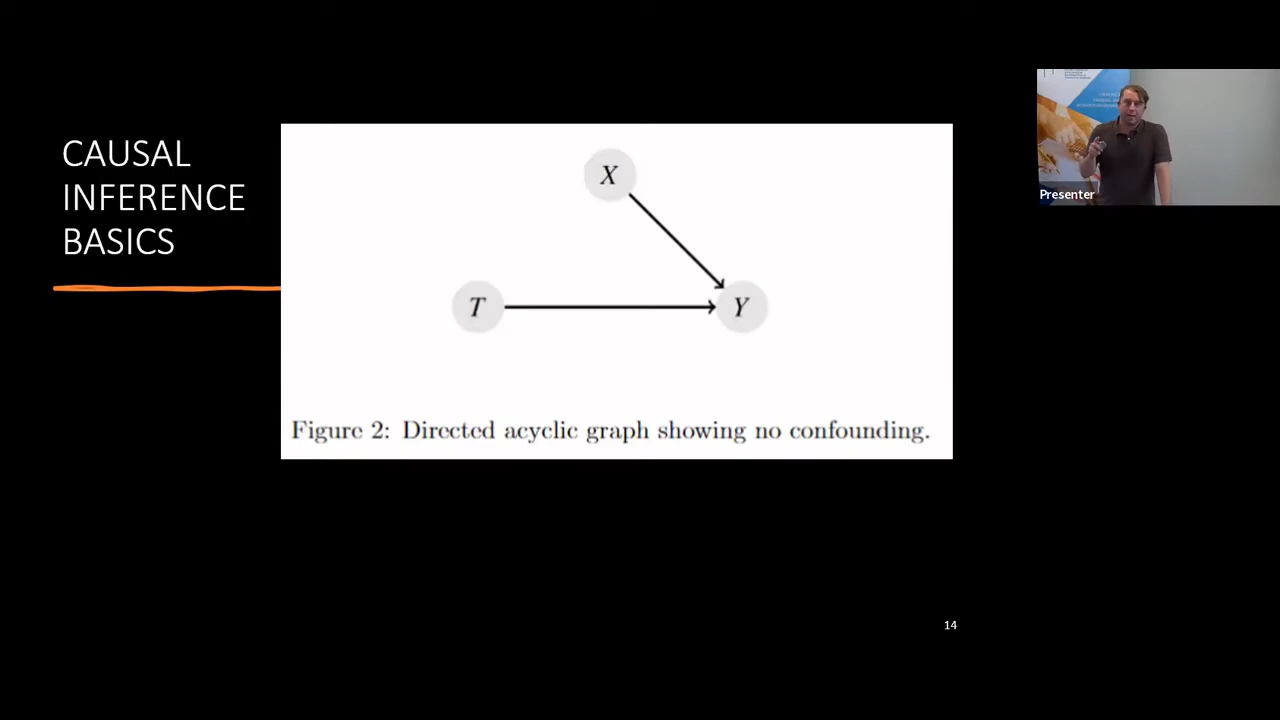 CAUSAL
INFERENCE
BASICS
X
T
Y
Figure 2: Directed acyclic graph showing no confounding.
14
Presenter